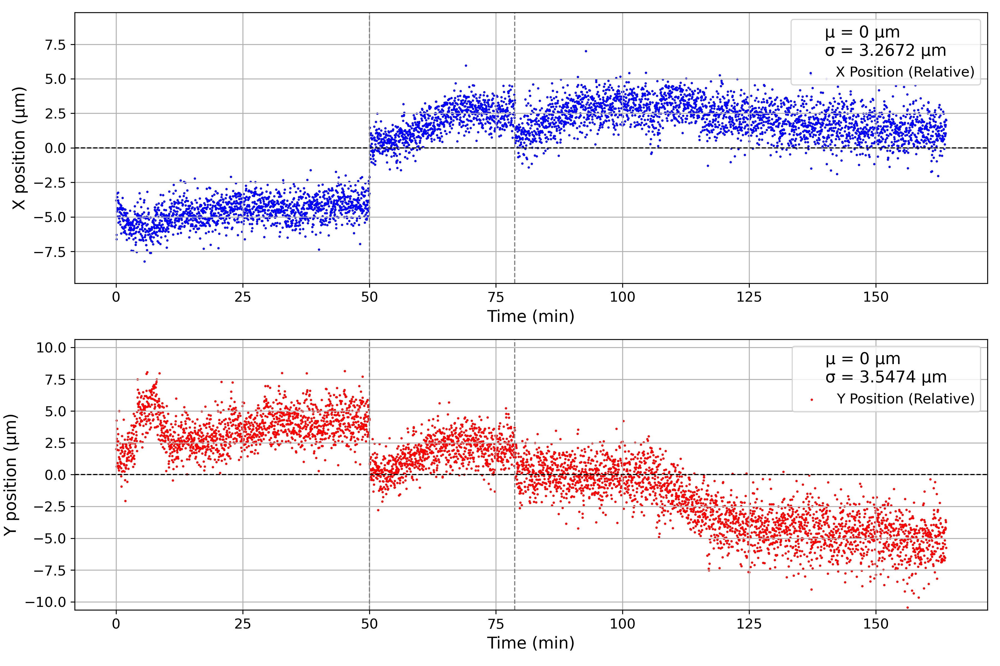 μ = 0 μm
σ = 3.2672 μm
X Position (Relative)
7.5
5.0
2.5
0.0
−2.5
−5.0
−7.5
X position (μm)
0 25 50 75 100 125 150
Time (min)
μ = 0 μm
σ = 3.5474 μm
Y Position (Relative)
10.0
7.5
5.0
2.5
0.0
−2.5
−5.0
−7.5
−10.0
Y position (μm)
0 25 50 75 100 125 150
Time (min)